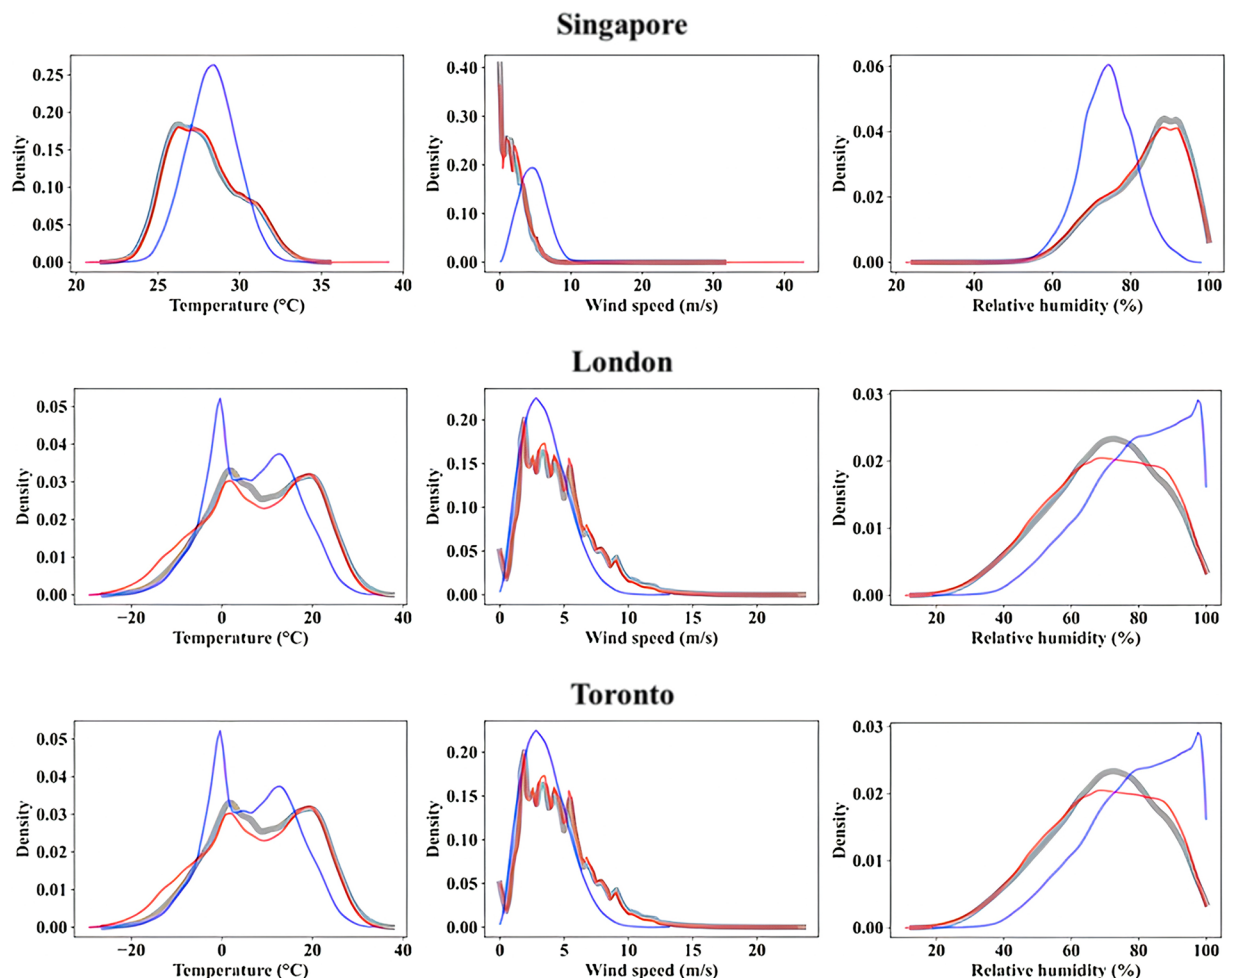 Singapore
Density
0.25
0.20
0.15
0.10
0.05
0.00
20 25 30 35 40
Temperature (°C)
Density
0.40
0.30
0.20
0.10
0.00
0 10 20 30 40
Wind speed (m/s)
Density
0.06
0.04
0.02
0.00
20 40 60 80 100
Relative humidity (%)
London
Density
0.05
0.04
0.03
0.02
0.01
0.00
−20 0 20 40
Temperature (°C)
Density
0.20
0.15
0.10
0.05
0.00
0 5 10 15 20
Wind speed (m/s)
Density
0.03
0.02
0.01
0.00
20 40 60 80 100
Relative humidity (%)
Toronto
Density
0.05
0.04
0.03
0.02
0.01
0.00
−20 0 20 40
Temperature (°C)
Density
0.20
0.15
0.10
0.05
0.00
0 5 10 15 20
Wind speed (m/s)
Density
0.03
0.02
0.01
0.00
20 40 60 80 100
Relative humidity (%)